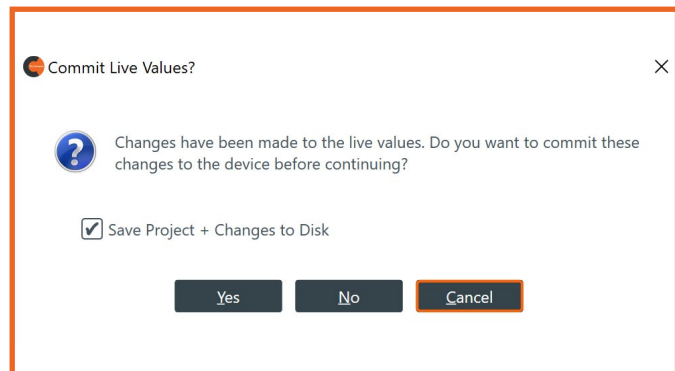 Commit Live Values?
Changes have been made to the live values. Do you want to commit these
changes to the device before continuing?
Save Project + Changes to Disk
Yes No Cancel